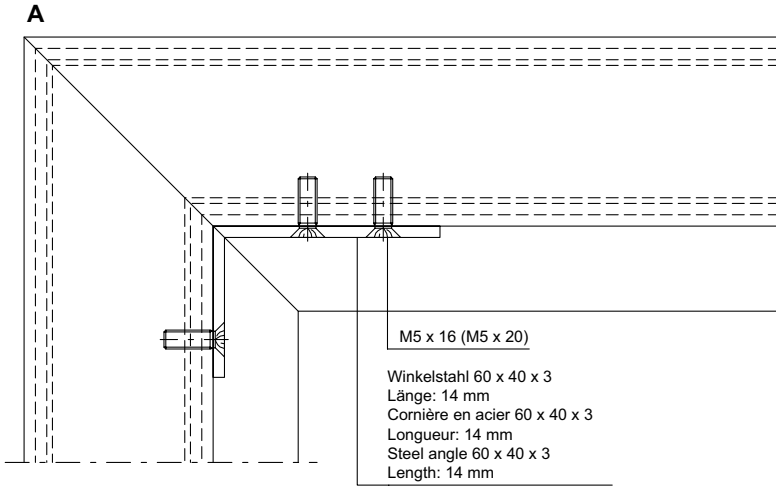 A
M5 x 16 (M5 x 20)
Winkelstahl 60 x 40 x 3
Länge: 14 mm
Cornière en acier 60 x 40 x 3
Longueur: 14 mm
Steel angle 60 x 40 x 3
Length: 14 mm